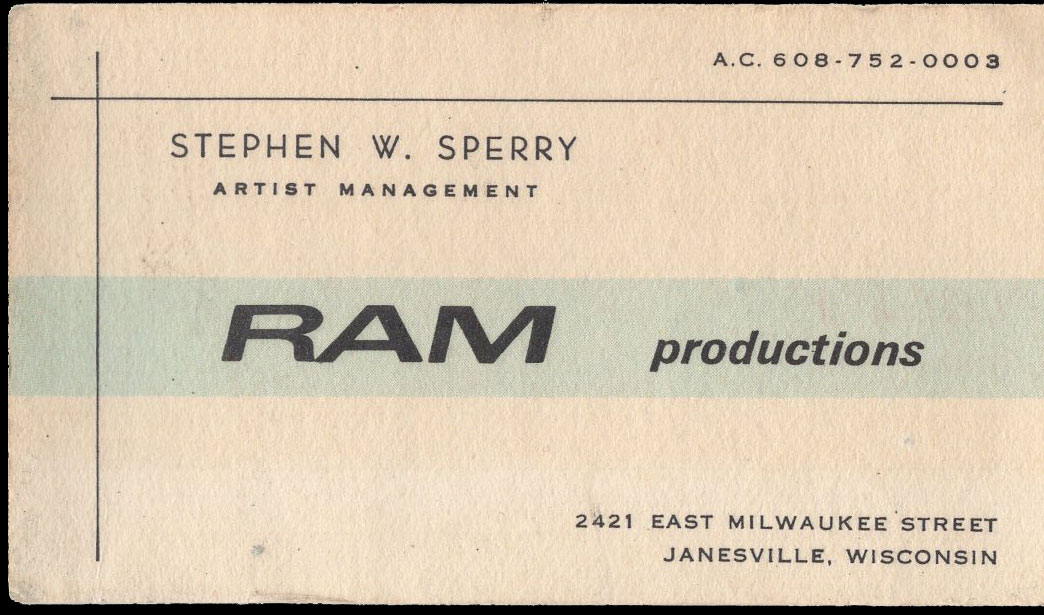 A.C. 608-752-0003
STEPHEN W. SPERRY
ARTIST MANAGEMENT
RAM productions
2421 EAST MILWAUKEE STREET
JANESVILLE, WISCONSIN